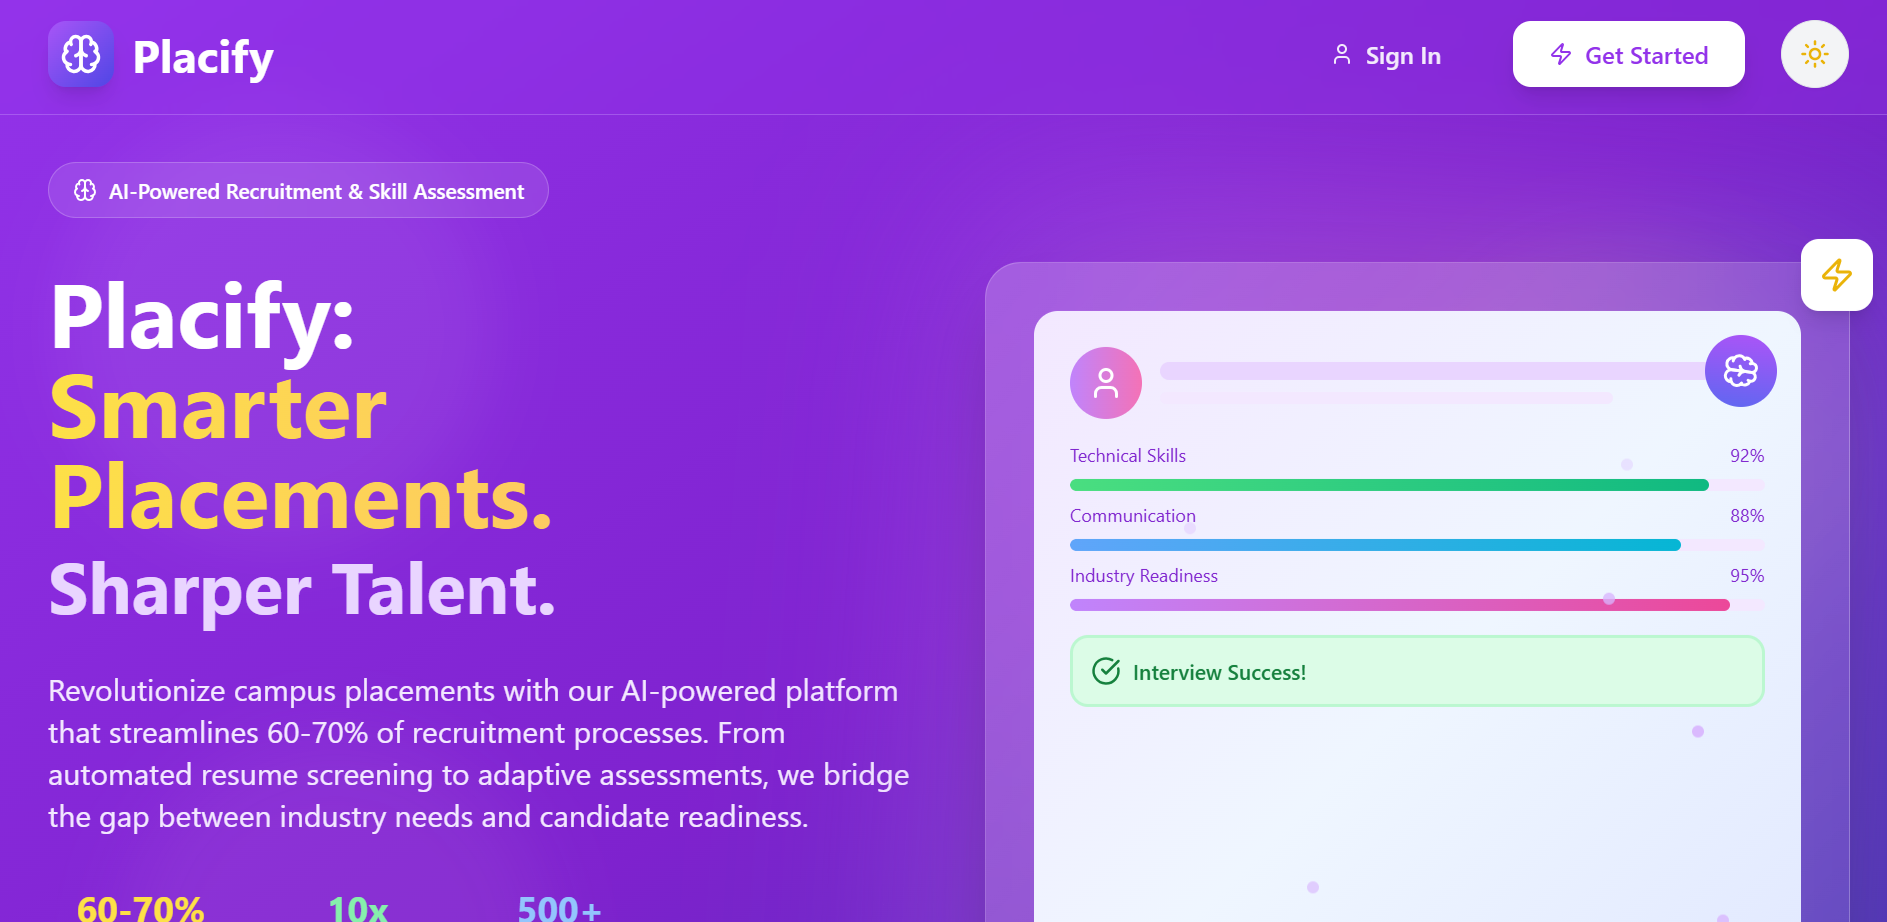 Placify
Sign In
Get Started
AI-Powered Recruitment & Skill Assessment
Placify:
Smarter
Placements.
Sharper Talent.
Revolutionize campus placements with our AI-powered platform
that streamlines 60-70% of recruitment processes. From
automated resume screening to adaptive assessments, we bridge
the gap between industry needs and candidate readiness.
60-70%
10x
500+
Technical Skills
92%
Communication
88%
Industry Readiness
95%
Interview Success!